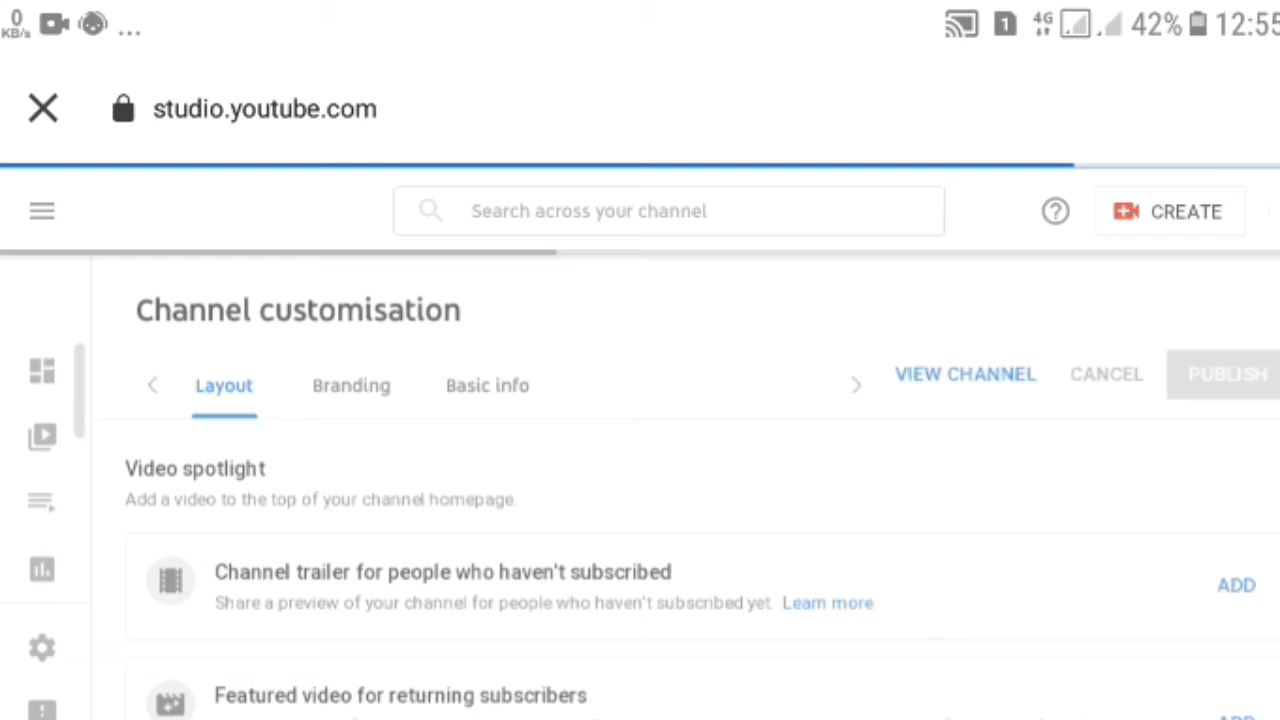 0
KB/s ... 1 4G 42% 12:55
studio.youtube.com
Search across your channel
CREATE
Channel customisation
Layout Branding Basic info VIEW CHANNEL CANCEL PUBLISH
Video spotlight
Add a video to the top of your channel homepage.
Channel trailer for people who haven't subscribed
Share a preview of your channel for people who haven't subscribed yet. Learn more
ADD
Featured video for returning subscribers